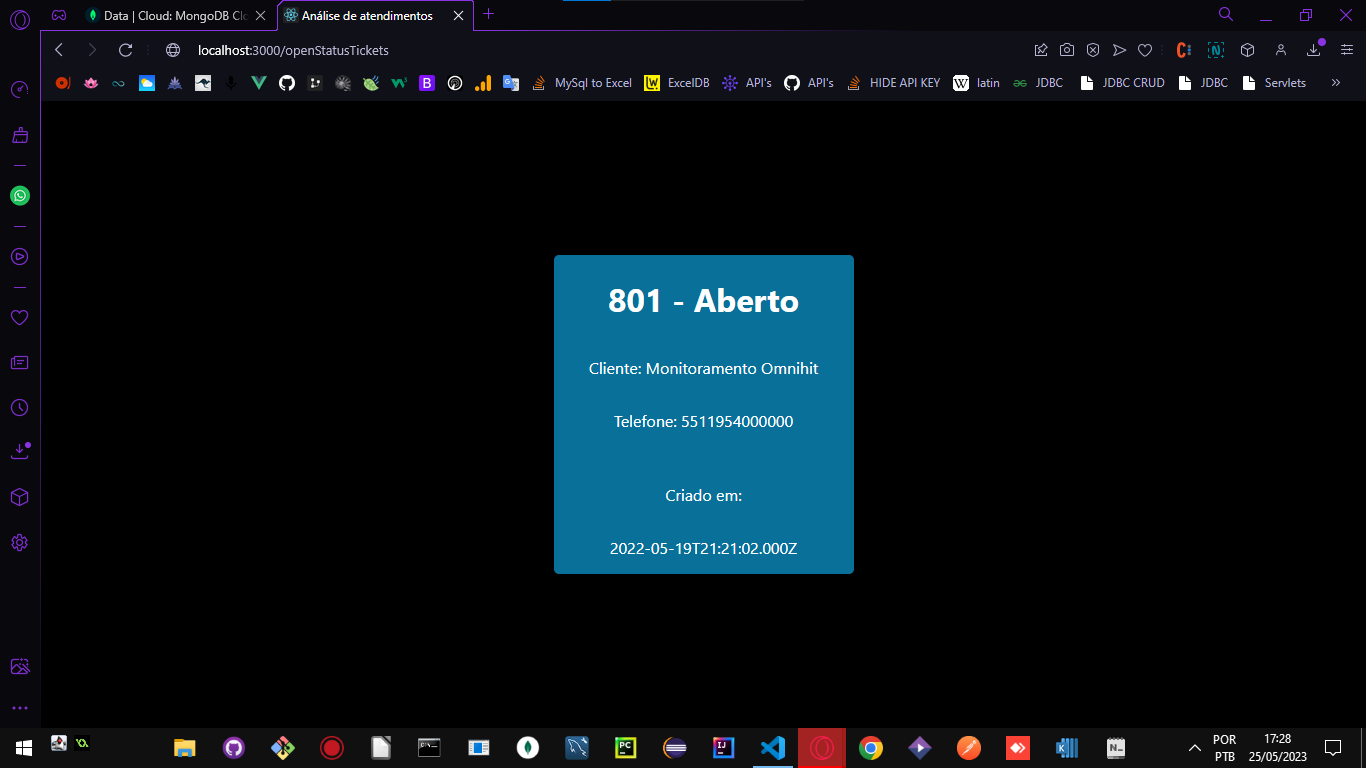 Data | Cloud: MongoDB Clo
Análise de atendimentos
localhost:3000/openStatusTickets
MySql to Excel
ExcelDB
API's
API's
HIDE API KEY
latin
JDBC
JDBC CRUD
JDBC
Servlets
801 - Aberto
Cliente: Monitoramento Omnihit
Telefone: 5511954000000
Criado em:
2022-05-19T21:21:02.000Z
POR
PTB
17:28
25/05/2023